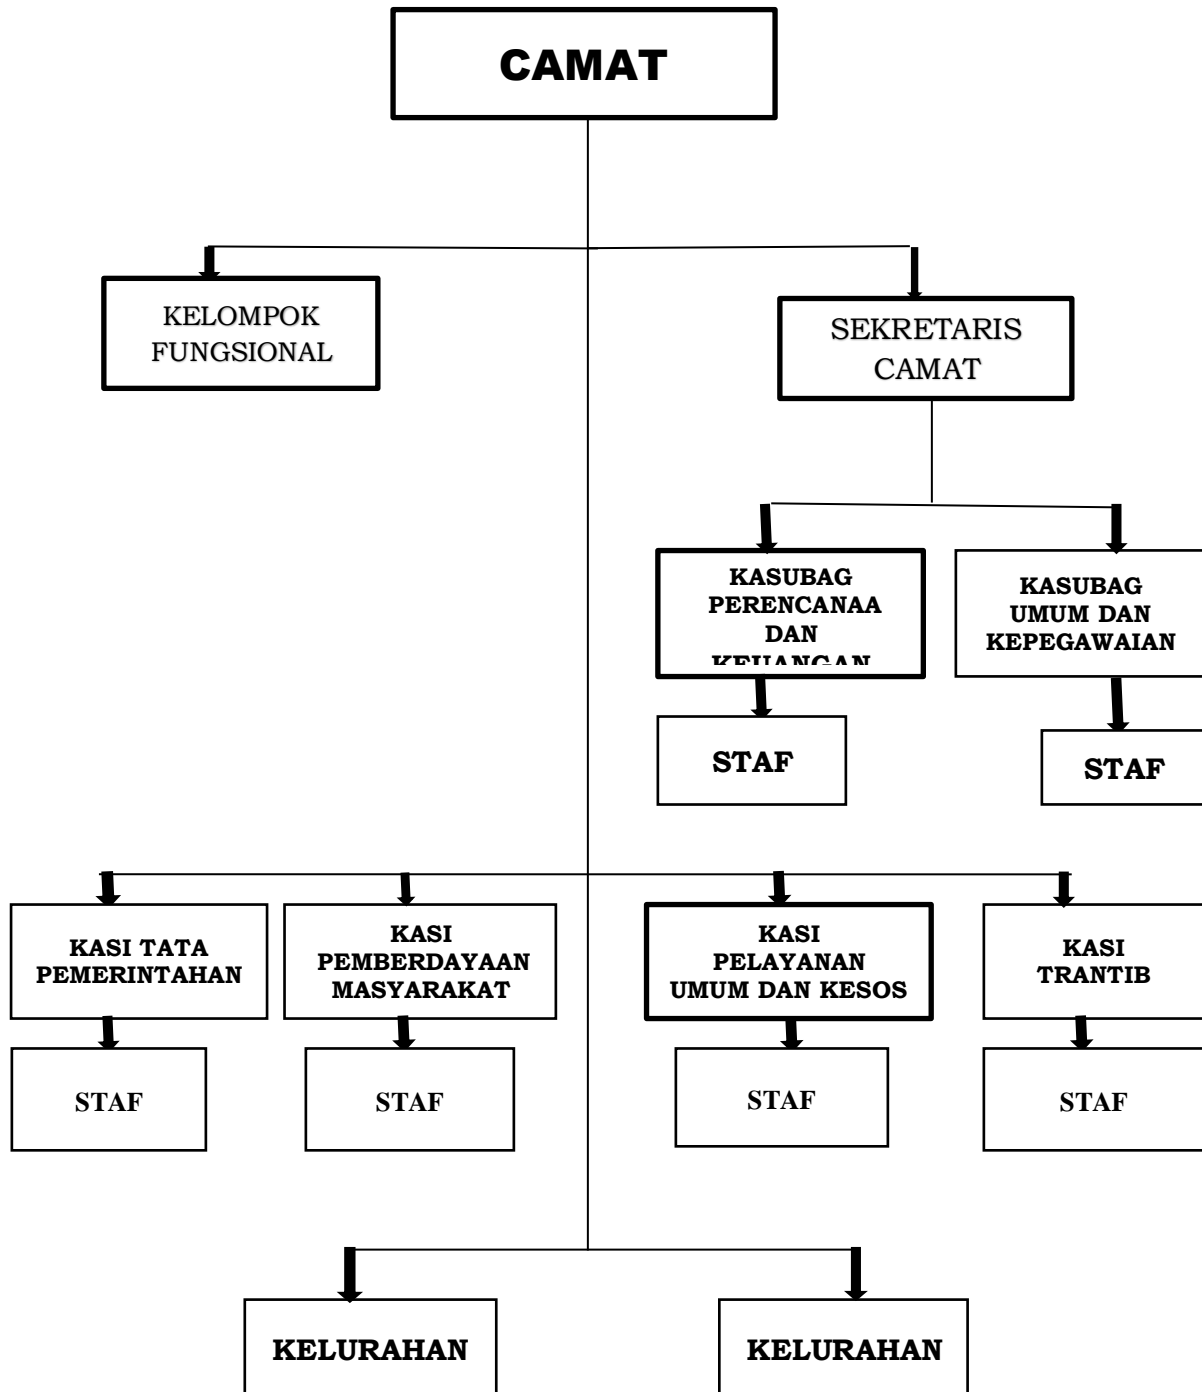 CAMAT
KELOMPOK
FUNGSIONAL
SEKRETARIS
CAMAT
KASUBAG
PERENCANAA
DAN
KEUANGAN
KASUBAG
UMUM DAN
KEPEGAWAIAN
STAF
STAF
KASI TATA
PEMERINTAHAN
KASI
PEMBERDAYAAN
MASYARAKAT
KASI
PELAYANAN
UMUM DAN KESOS
KASI
TRANTIB
STAF
STAF
STAF
STAF
KELURAHAN
KELURAHAN